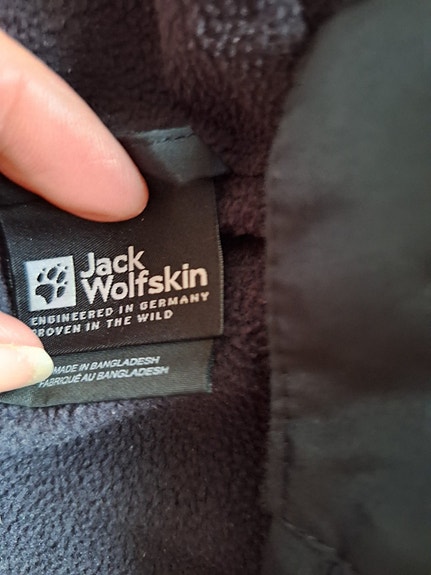 Jack
Wolfskin
ENGINEERED IN GERMANY
PROVEN IN THE WILD
MADE IN BANGLADESH
FABRIQUÉ AU BANGLADESH